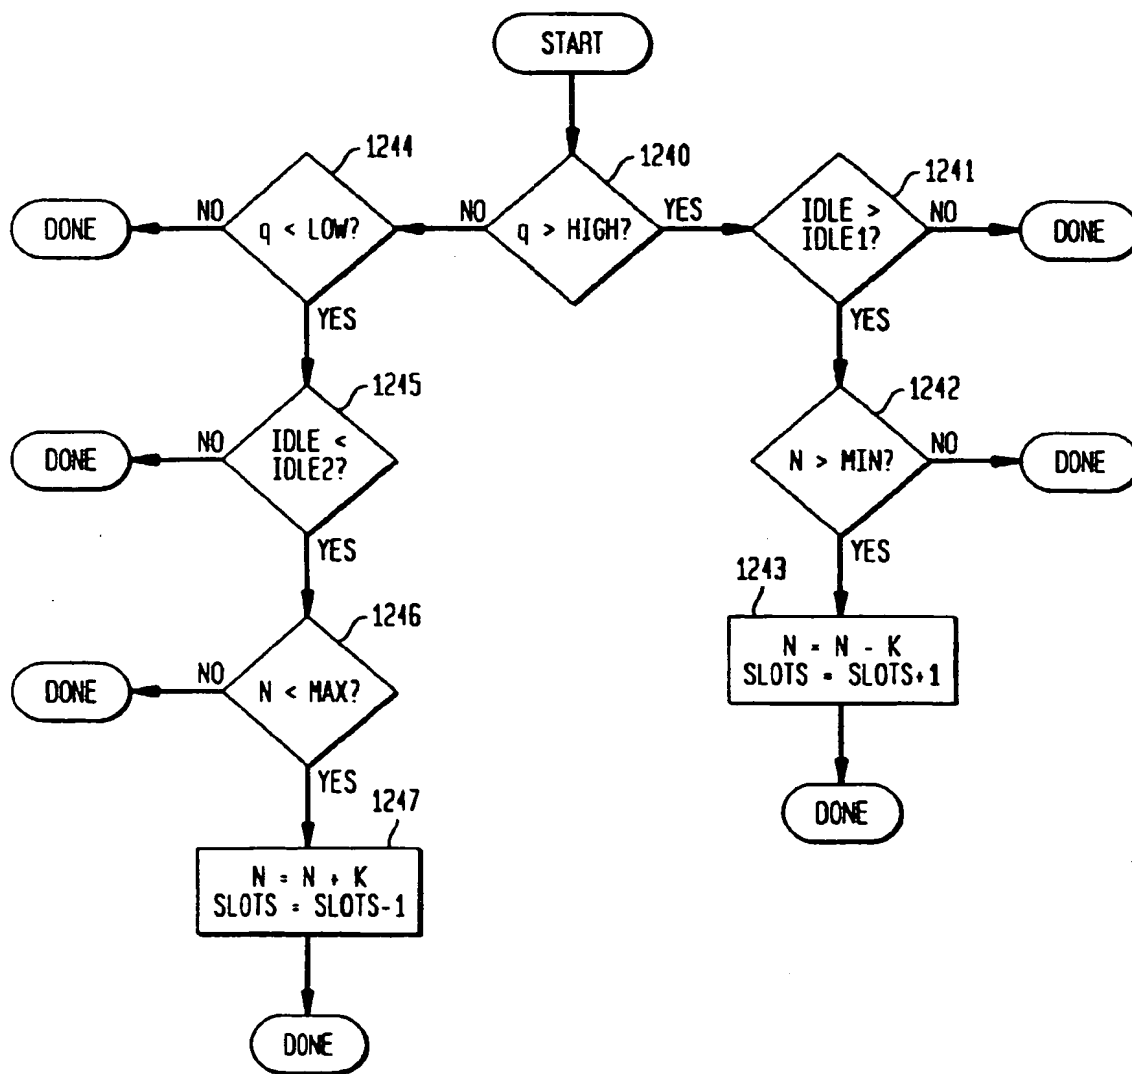 START
1244
1240
1241
DONE
NO
q < LOW?
NO
q > HIGH?
YES
IDLE >
IDLE1?
NO
DONE
YES
YES
1245
1242
DONE
NO
IDLE <
IDLE2?
N > MIN?
NO
DONE
YES
YES
1243
1246
N = N - K
SLOTS = SLOTS+1
DONE
NO
N < MAX?
YES
1247
DONE
N = N + K
SLOTS = SLOTS-1
DONE